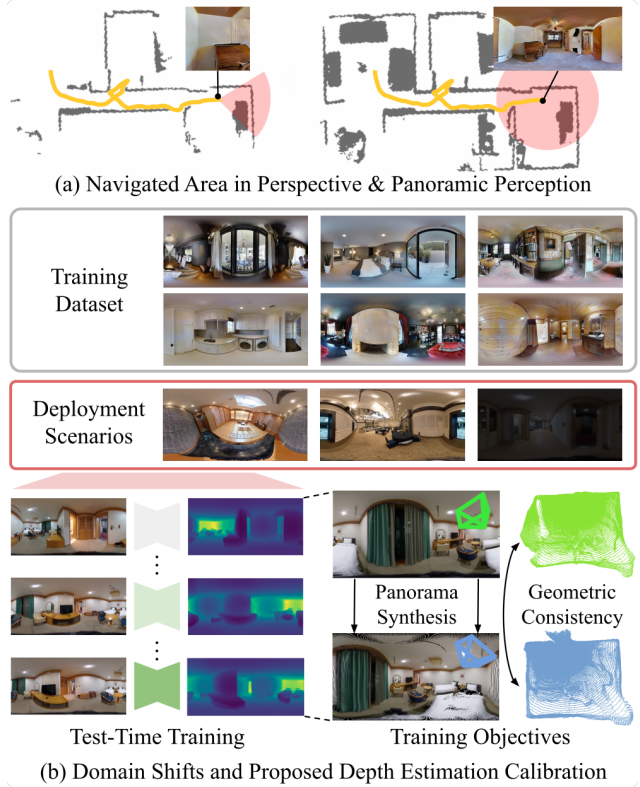 (a) Navigated Area in Perspective & Panoramic Perception
Training
Dataset
Deployment
Scenarios
Panorama
Synthesis
Geometric
Consistency
Test-Time Training
Training Objectives
(b) Domain Shifts and Proposed Depth Estimation Calibration